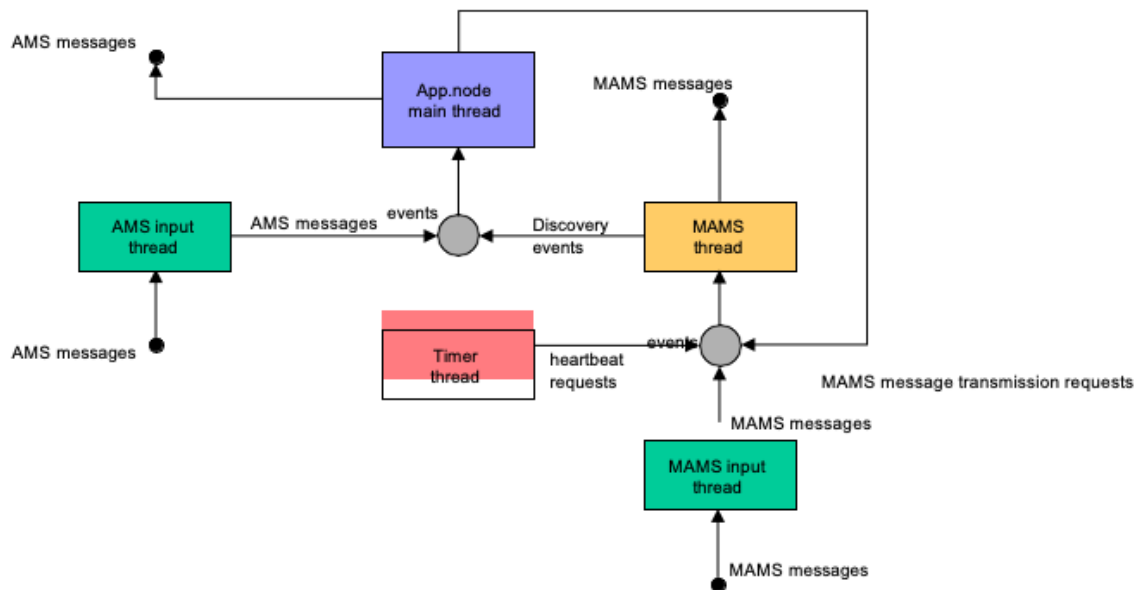 AMS messages
App.node
main thread
MAMS messages
AMS input
thread
AMS messages
events
Discovery
events
MAMS
thread
AMS messages
Timer
thread
heartbeat
requests
events
MAMS message transmission requests
MAMS messages
MAMS input
thread
MAMS messages